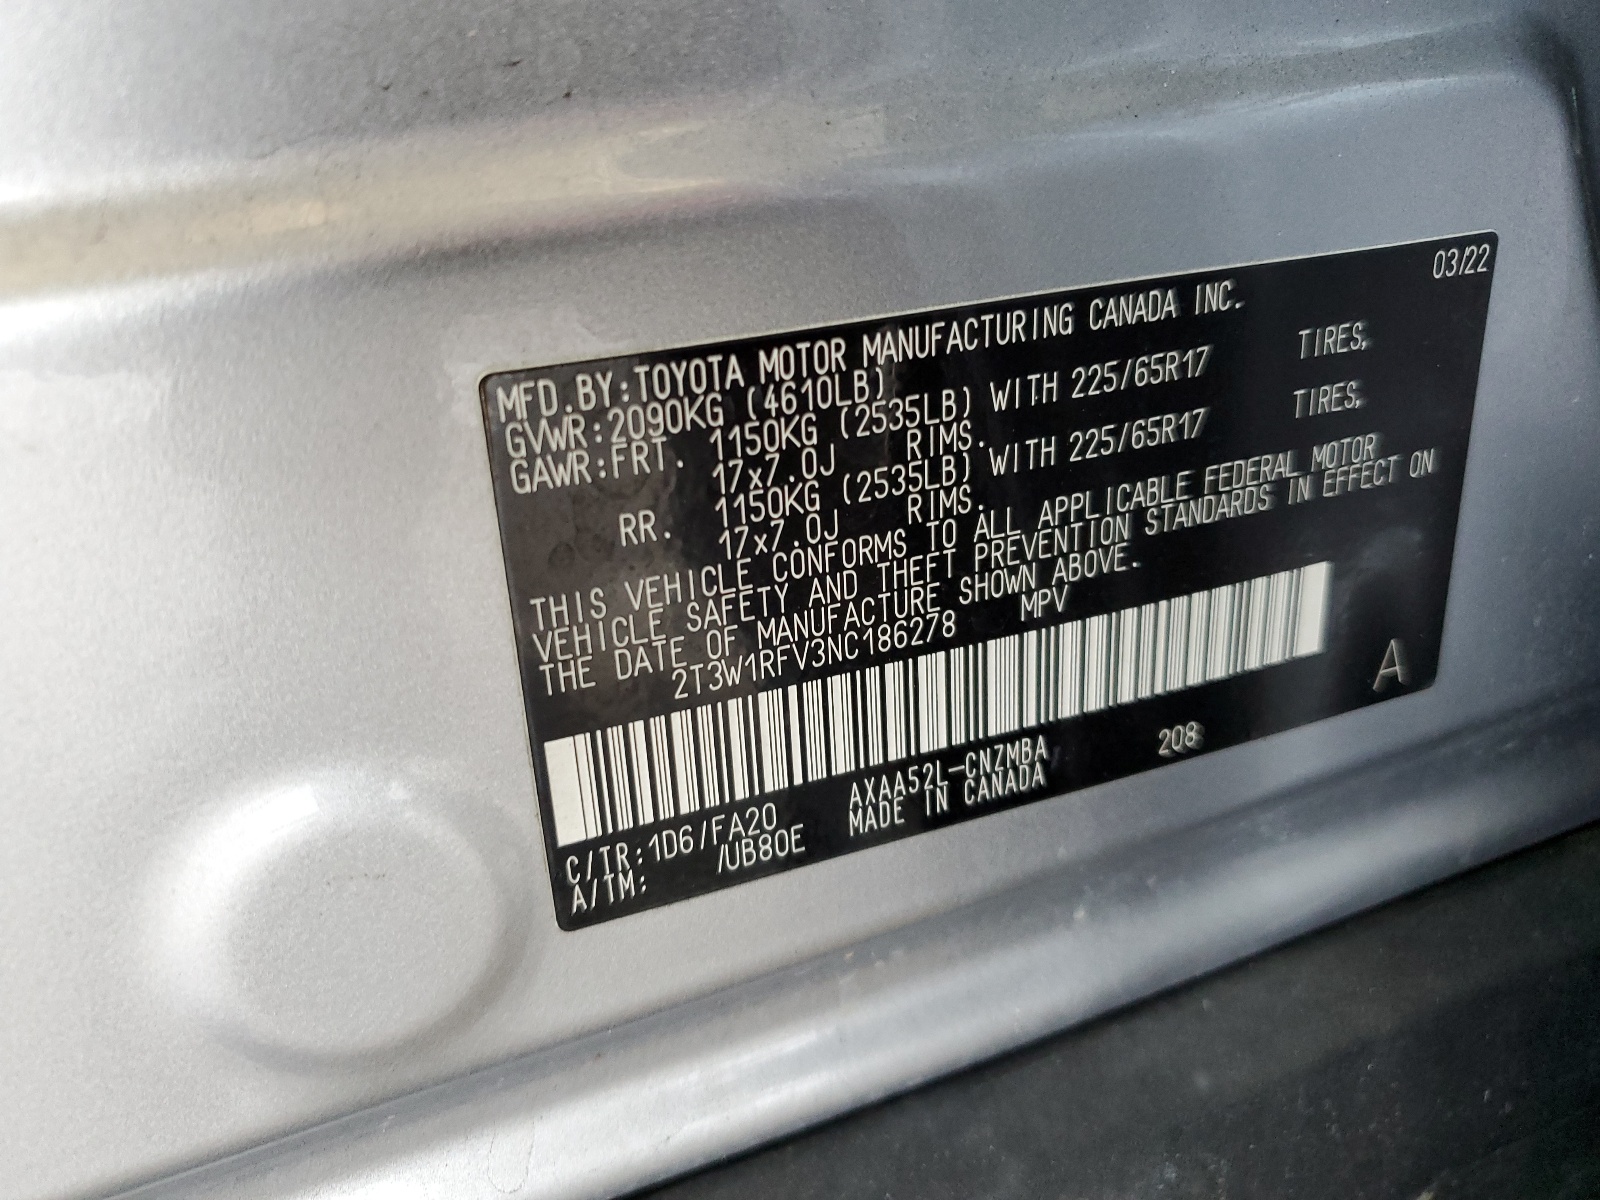 03/22
MFD. BY: TOYOTA MOTOR MANUFACTURING CANADA INC.
GVWR: 2090KG (4610LB)
GAWR: FRT. 1150KG (2535LB) WITH 225/65R17 TIRES,
17x7.0J RIMS.
RR. 1150KG (2535LB) WITH 225/65R17 TIRES,
17x7.0J RIMS.
THIS VEHICLE CONFORMS TO ALL APPLICABLE FEDERAL MOTOR
VEHICLE SAFETY AND THEFT PREVENTION STANDARDS IN EFFECT ON
THE DATE OF MANUFACTURE SHOWN ABOVE.
2T3W1RFV3NC186278 MPV
A
C/TR: 1D6/FA20 AXAA52L-CNZMBA 208
A/TM: /UB80E MADE IN CANADA